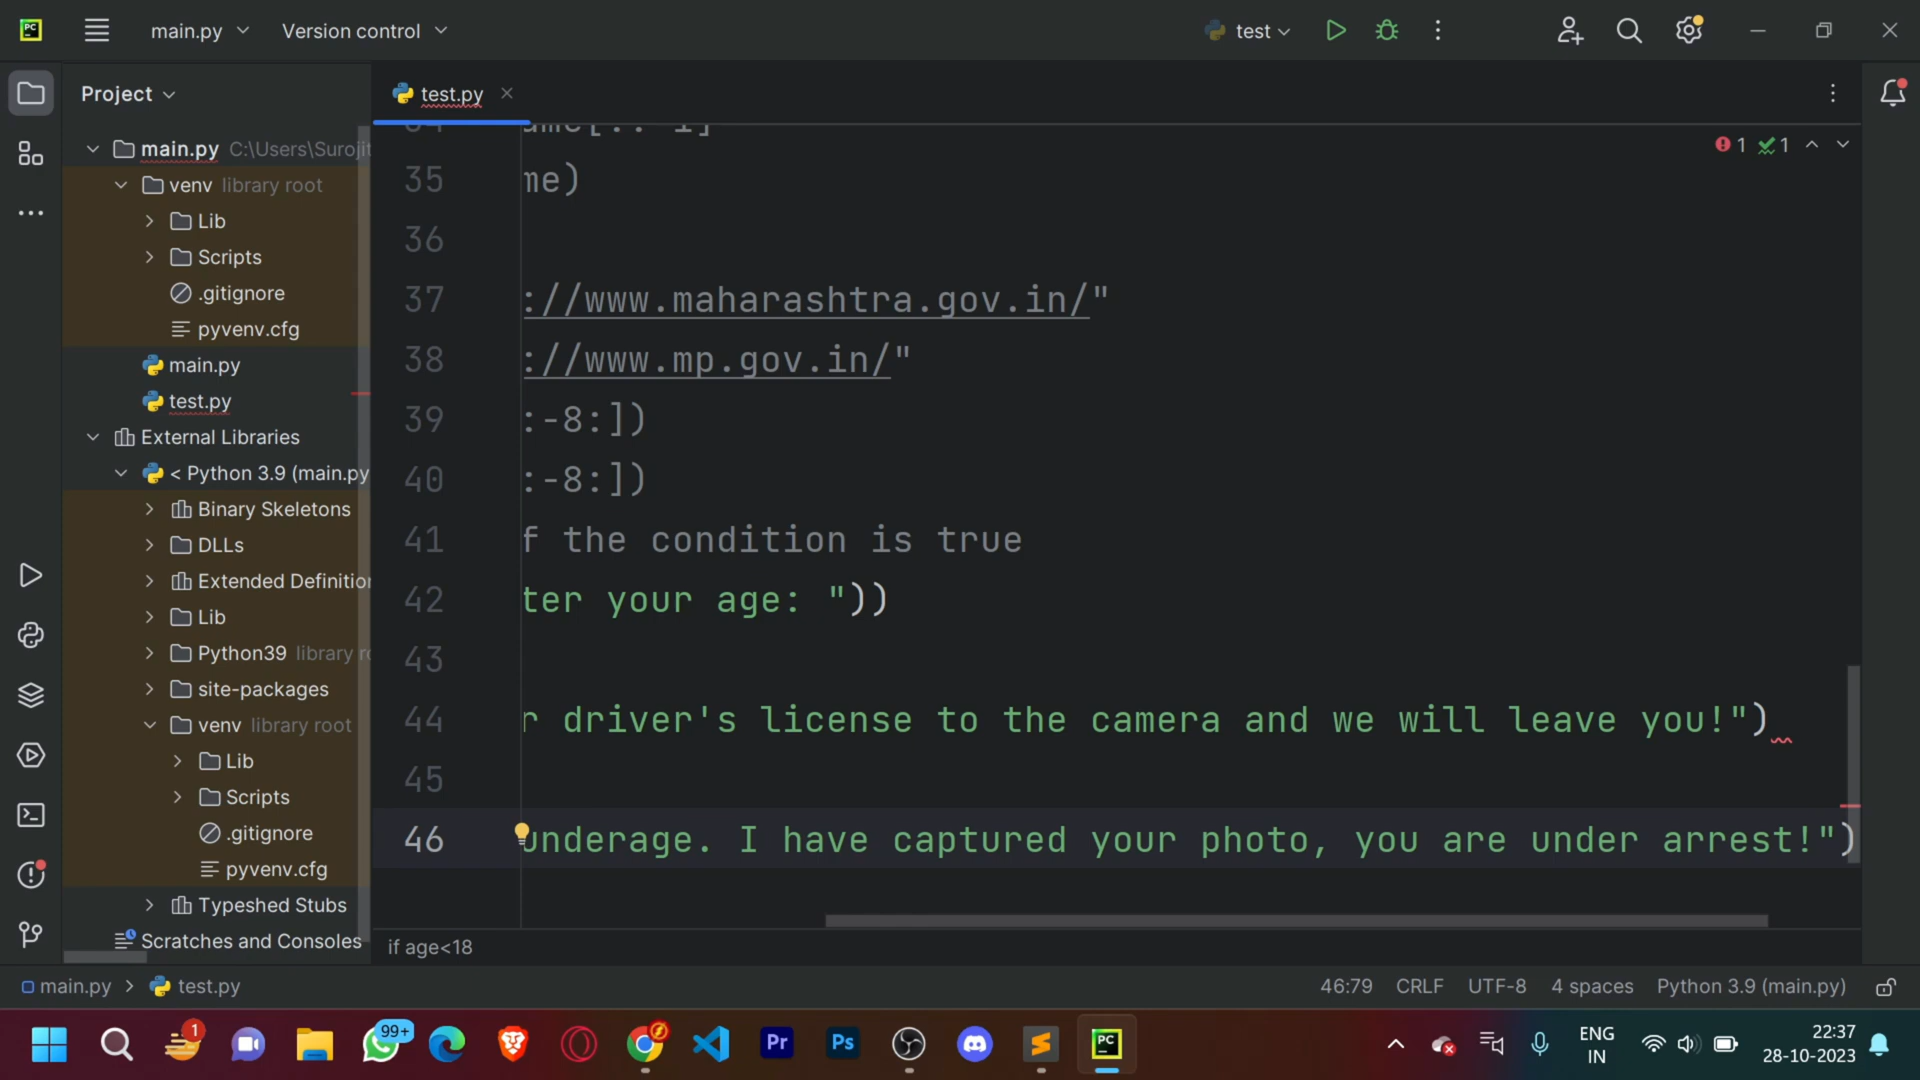 main.py
Version control
test
Project
test.py
1 1
main.py C:\Users\Surojit
venv library root
Lib
Scripts
.gitignore
pyvenv.cfg
main.py
test.py
External Libraries
< Python 3.9 (main.py
Binary Skeletons
DLLs
Extended Definition
Lib
Python39 library r
site-packages
venv library root
Lib
Scripts
.gitignore
pyvenv.cfg
Typeshed Stubs
Scratches and Consoles
35 me)
36
37 ://www.maharashtra.gov.in/"
38 ://www.mp.gov.in/"
39 :-8:])
40 :-8:])
41 f the condition is true
42 ter your age: "))
43
44 r driver's license to the camera and we will leave you!")
45
46 underage. I have captured your photo, you are under arrest!")
if age<18
main.py > test.py
46:79 CRLF UTF-8 4 spaces Python 3.9 (main.py)
1
99+
Pr
Ps
PC
ENG
IN
22:37
28-10-2023